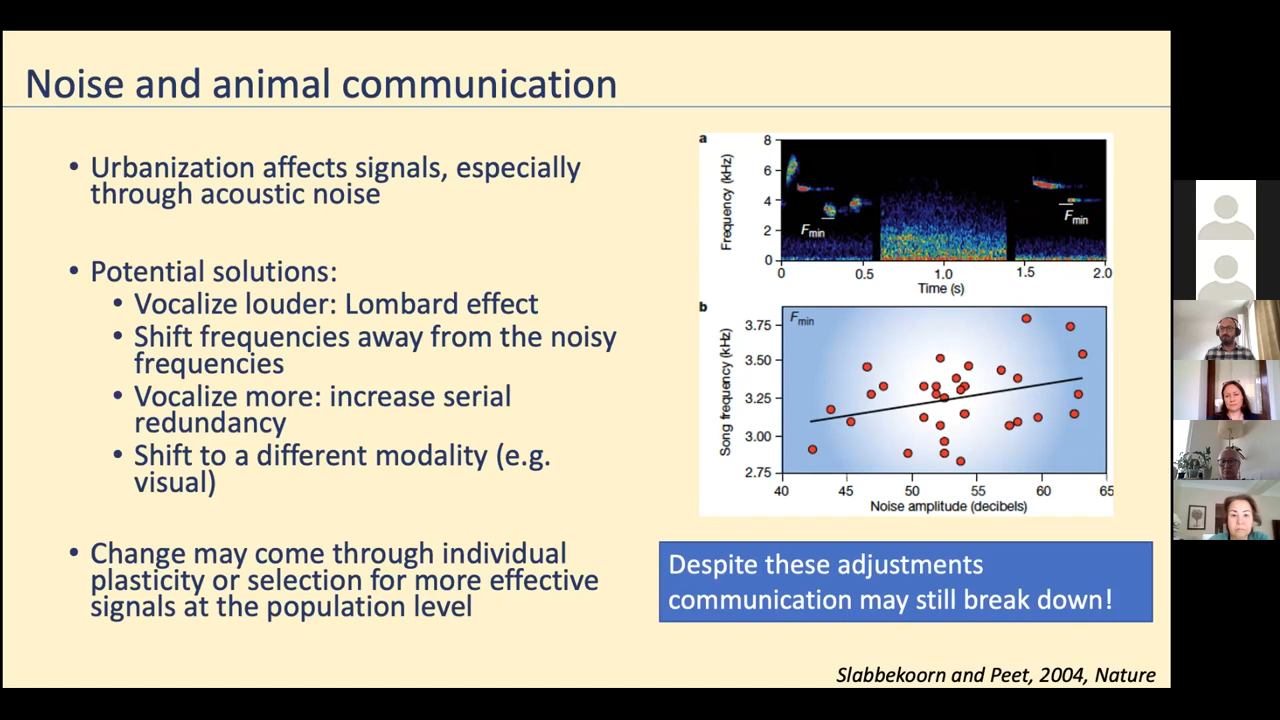 Noise and animal communication
• Urbanization affects signals, especially
through acoustic noise
• Potential solutions:
• Vocalize louder: Lombard effect
• Shift frequencies away from the noisy
frequencies
• Vocalize more: increase serial
redundancy
• Shift to a different modality (e.g.
visual)
• Change may come through individual
plasticity or selection for more effective
signals at the population level
a
Frequency (kHz)
8
6
4
2
0
Fmin
Fmin
0 0.5 1.0 1.5 2.0
Time (s)
b
Song frequency (kHz)
Fmin
3.75
3.50
3.25
3.00
2.75
40 45 50 55 60 65
Noise amplitude (decibels)
Despite these adjustments
communication may still break down!
Slabbekoorn and Peet, 2004, Nature